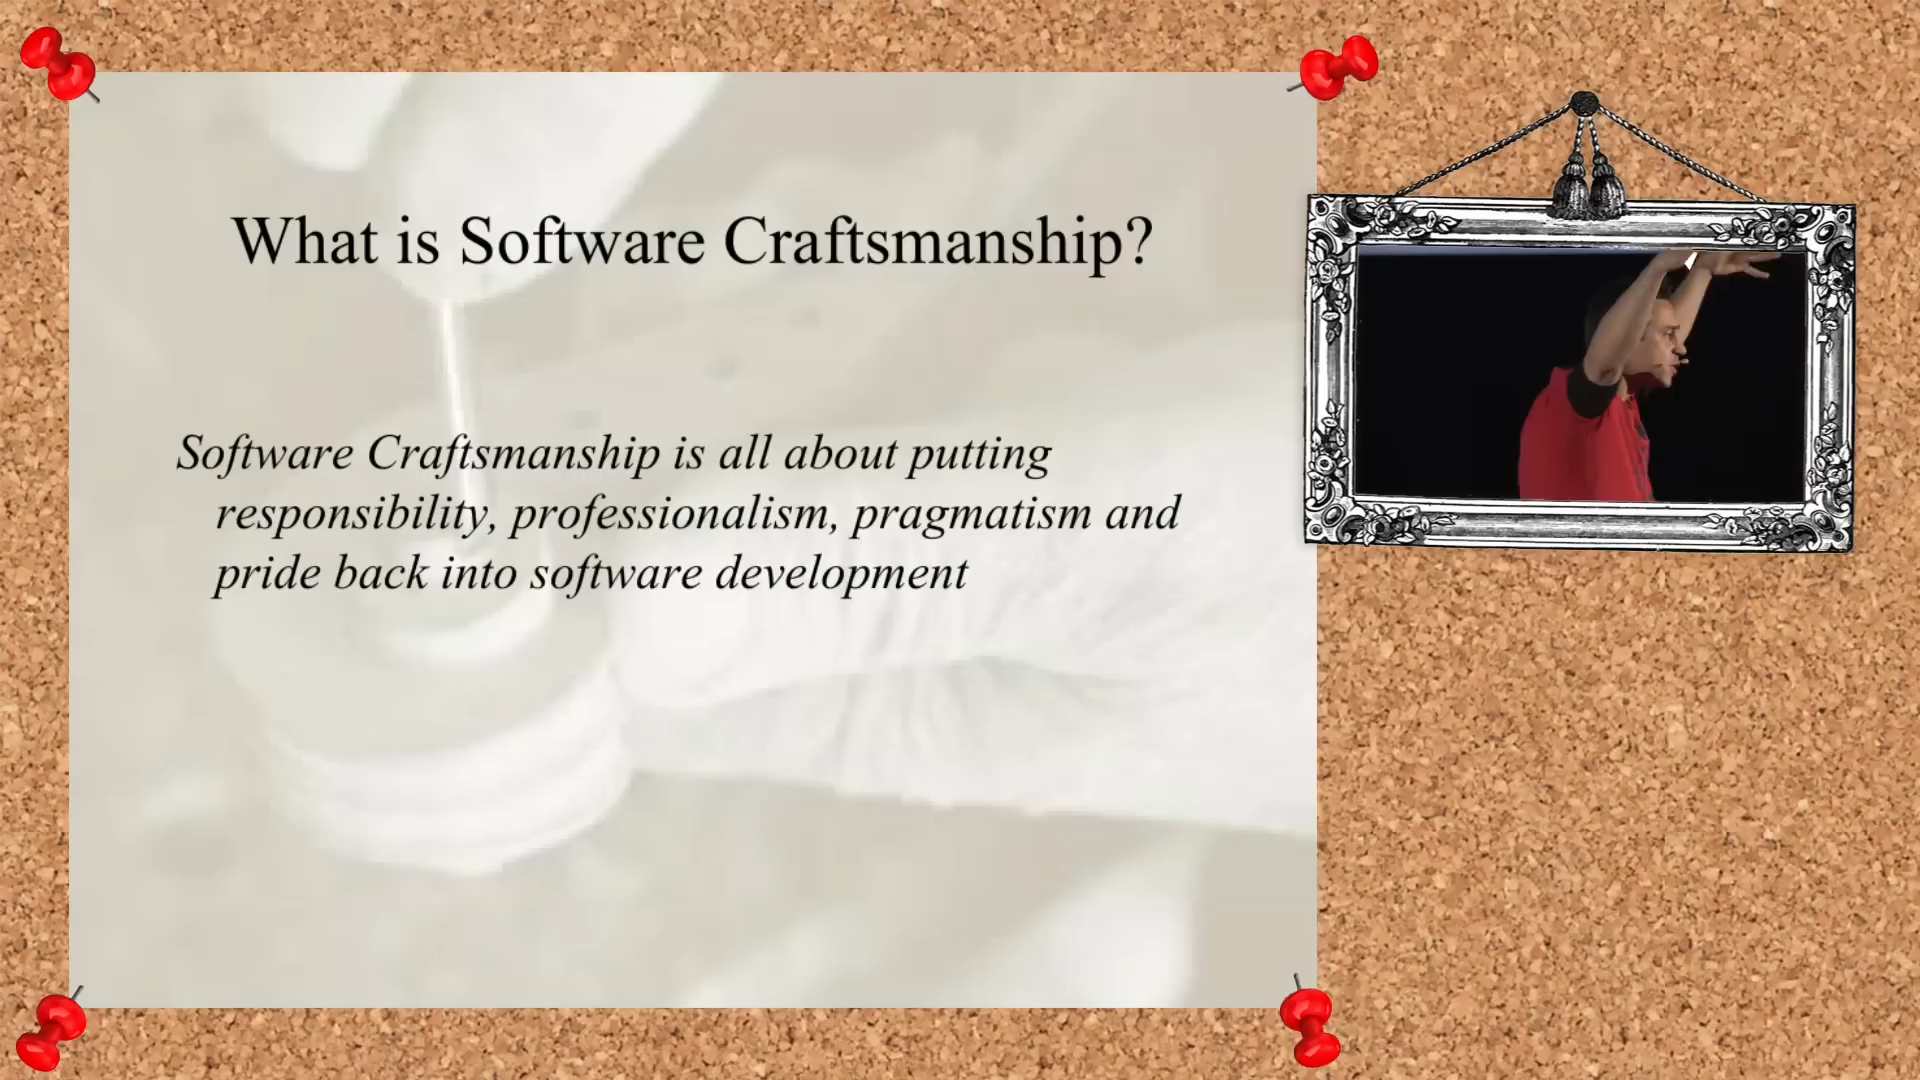 What is Software Craftsmanship?
Software Craftsmanship is all about putting
responsibility, professionalism, pragmatism and
pride back into software development